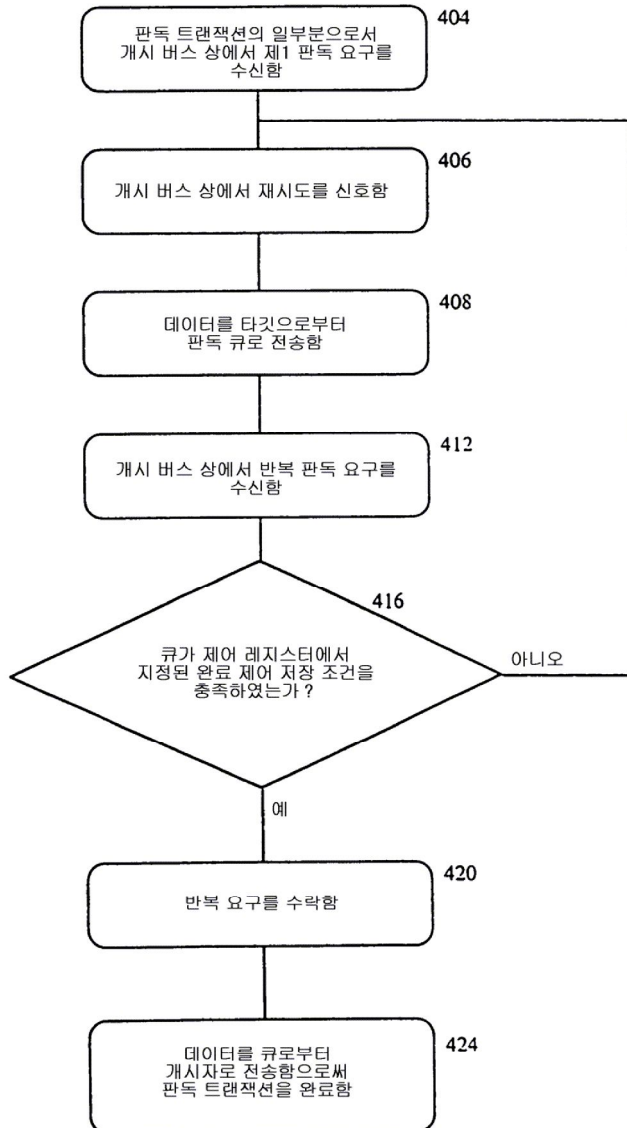 404
판독 트랜잭션의 일부분으로서
개시 버스 상에서 제1 판독 요구를
수신함
406
개시 버스 상에서 재시도를 신호함
408
데이터를 타깃으로부터
판독 큐로 전송함
412
개시 버스 상에서 반복 판독 요구를
수신함
416
큐가 제어 레지스터에서
지정된 완료 제어 저장 조건을
충족하였는가 ?
아니오
예
420
반복 요구를 수락함
424
데이터를 큐로부터
개시자로 전송함으로써
판독 트랜잭션을 완료함